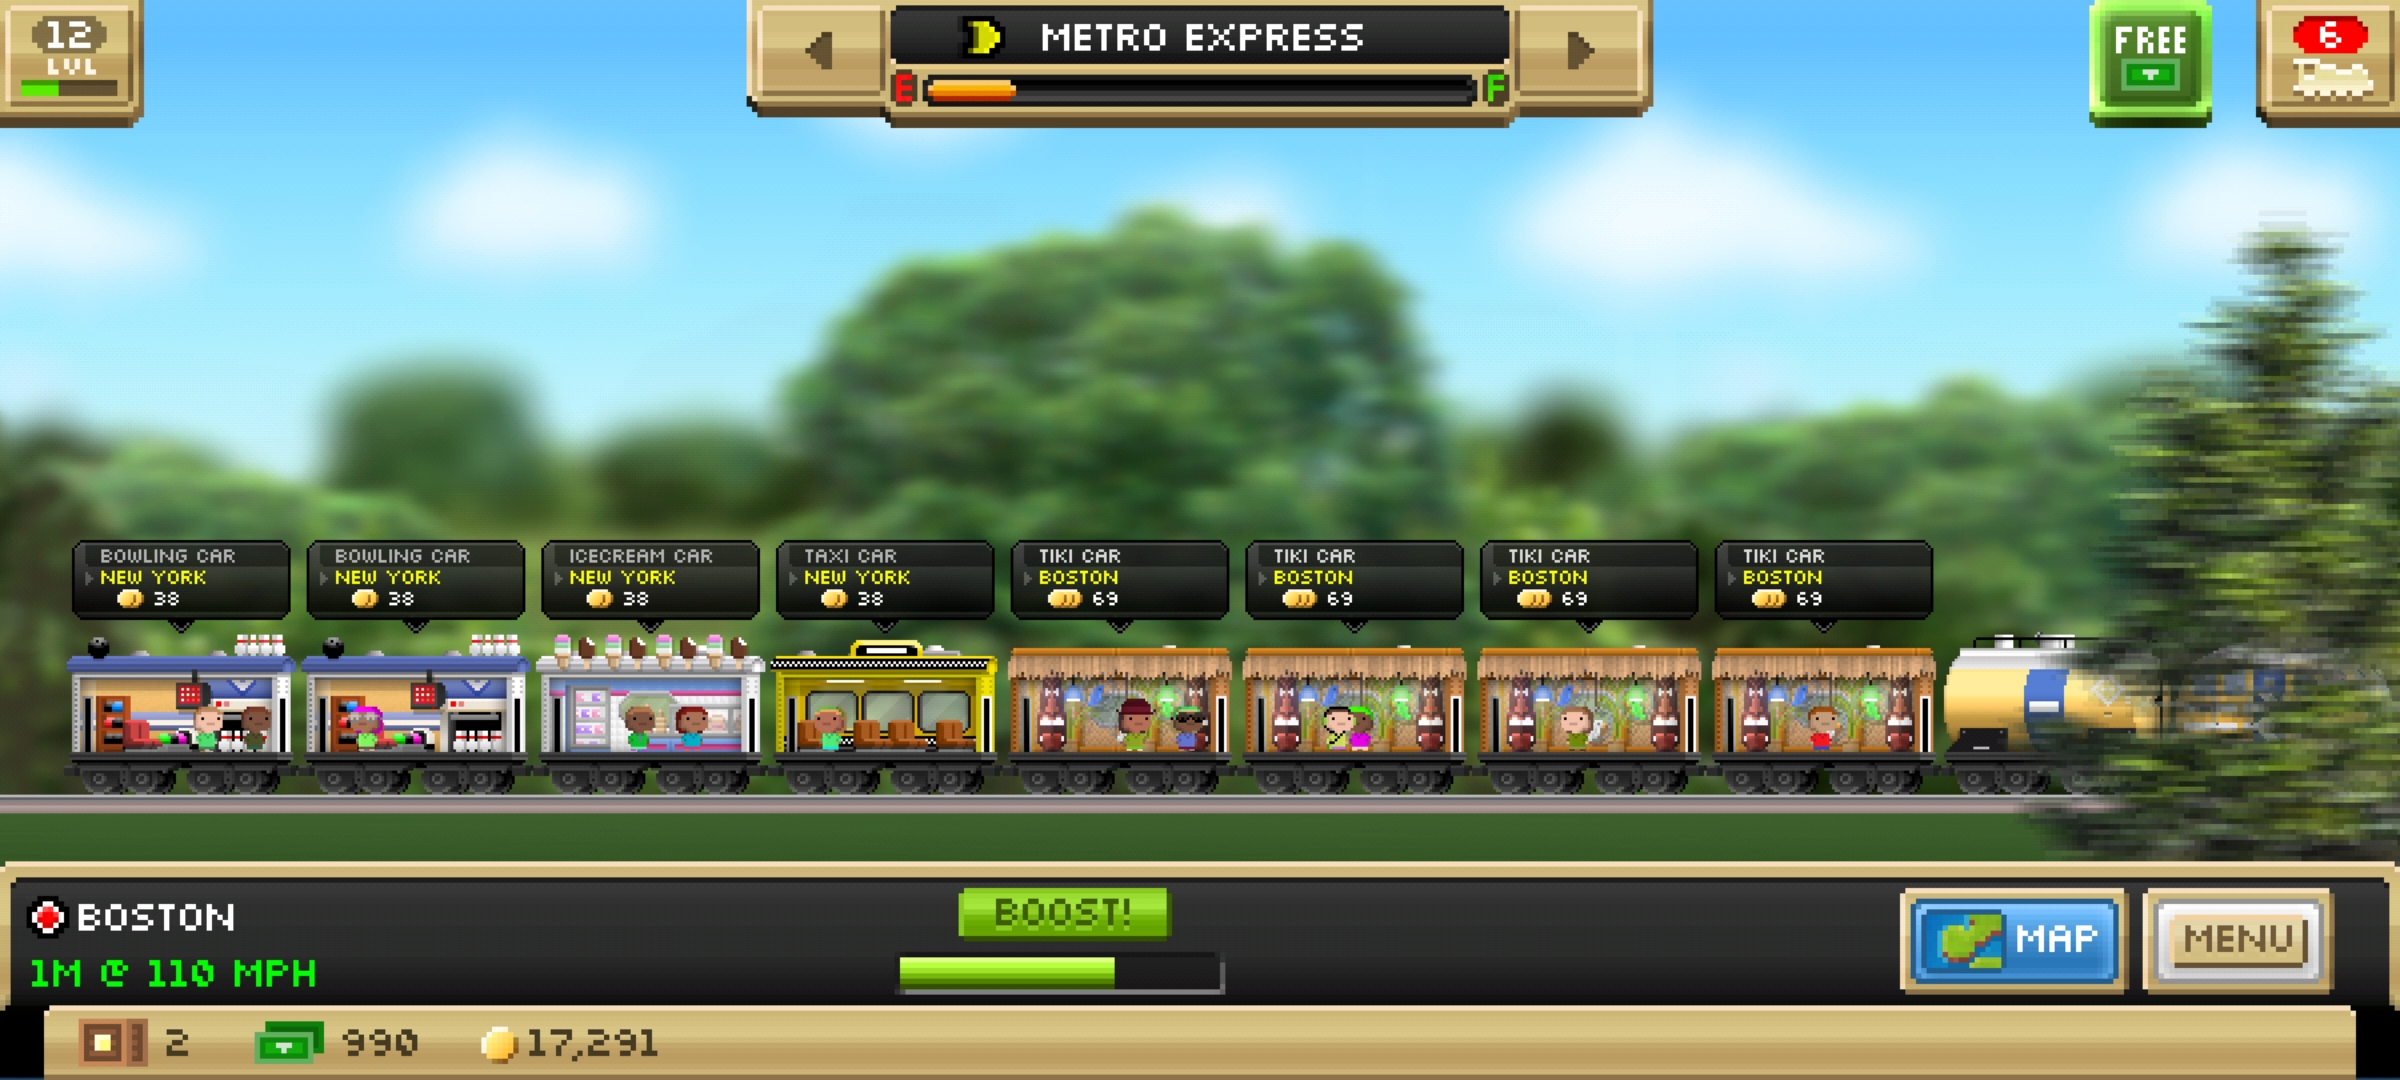 12
LVL
METRO EXPRESS
E F
FREE
6
BOWLING CAR
NEW YORK
38
BOWLING CAR
NEW YORK
38
ICECREAM CAR
NEW YORK
38
TAXI CAR
NEW YORK
38
TIKI CAR
BOSTON
69
TIKI CAR
BOSTON
69
TIKI CAR
BOSTON
69
TIKI CAR
BOSTON
69
BOSTON
1M @ 110 MPH
BOOST!
MAP
MENU
2
990
17,291